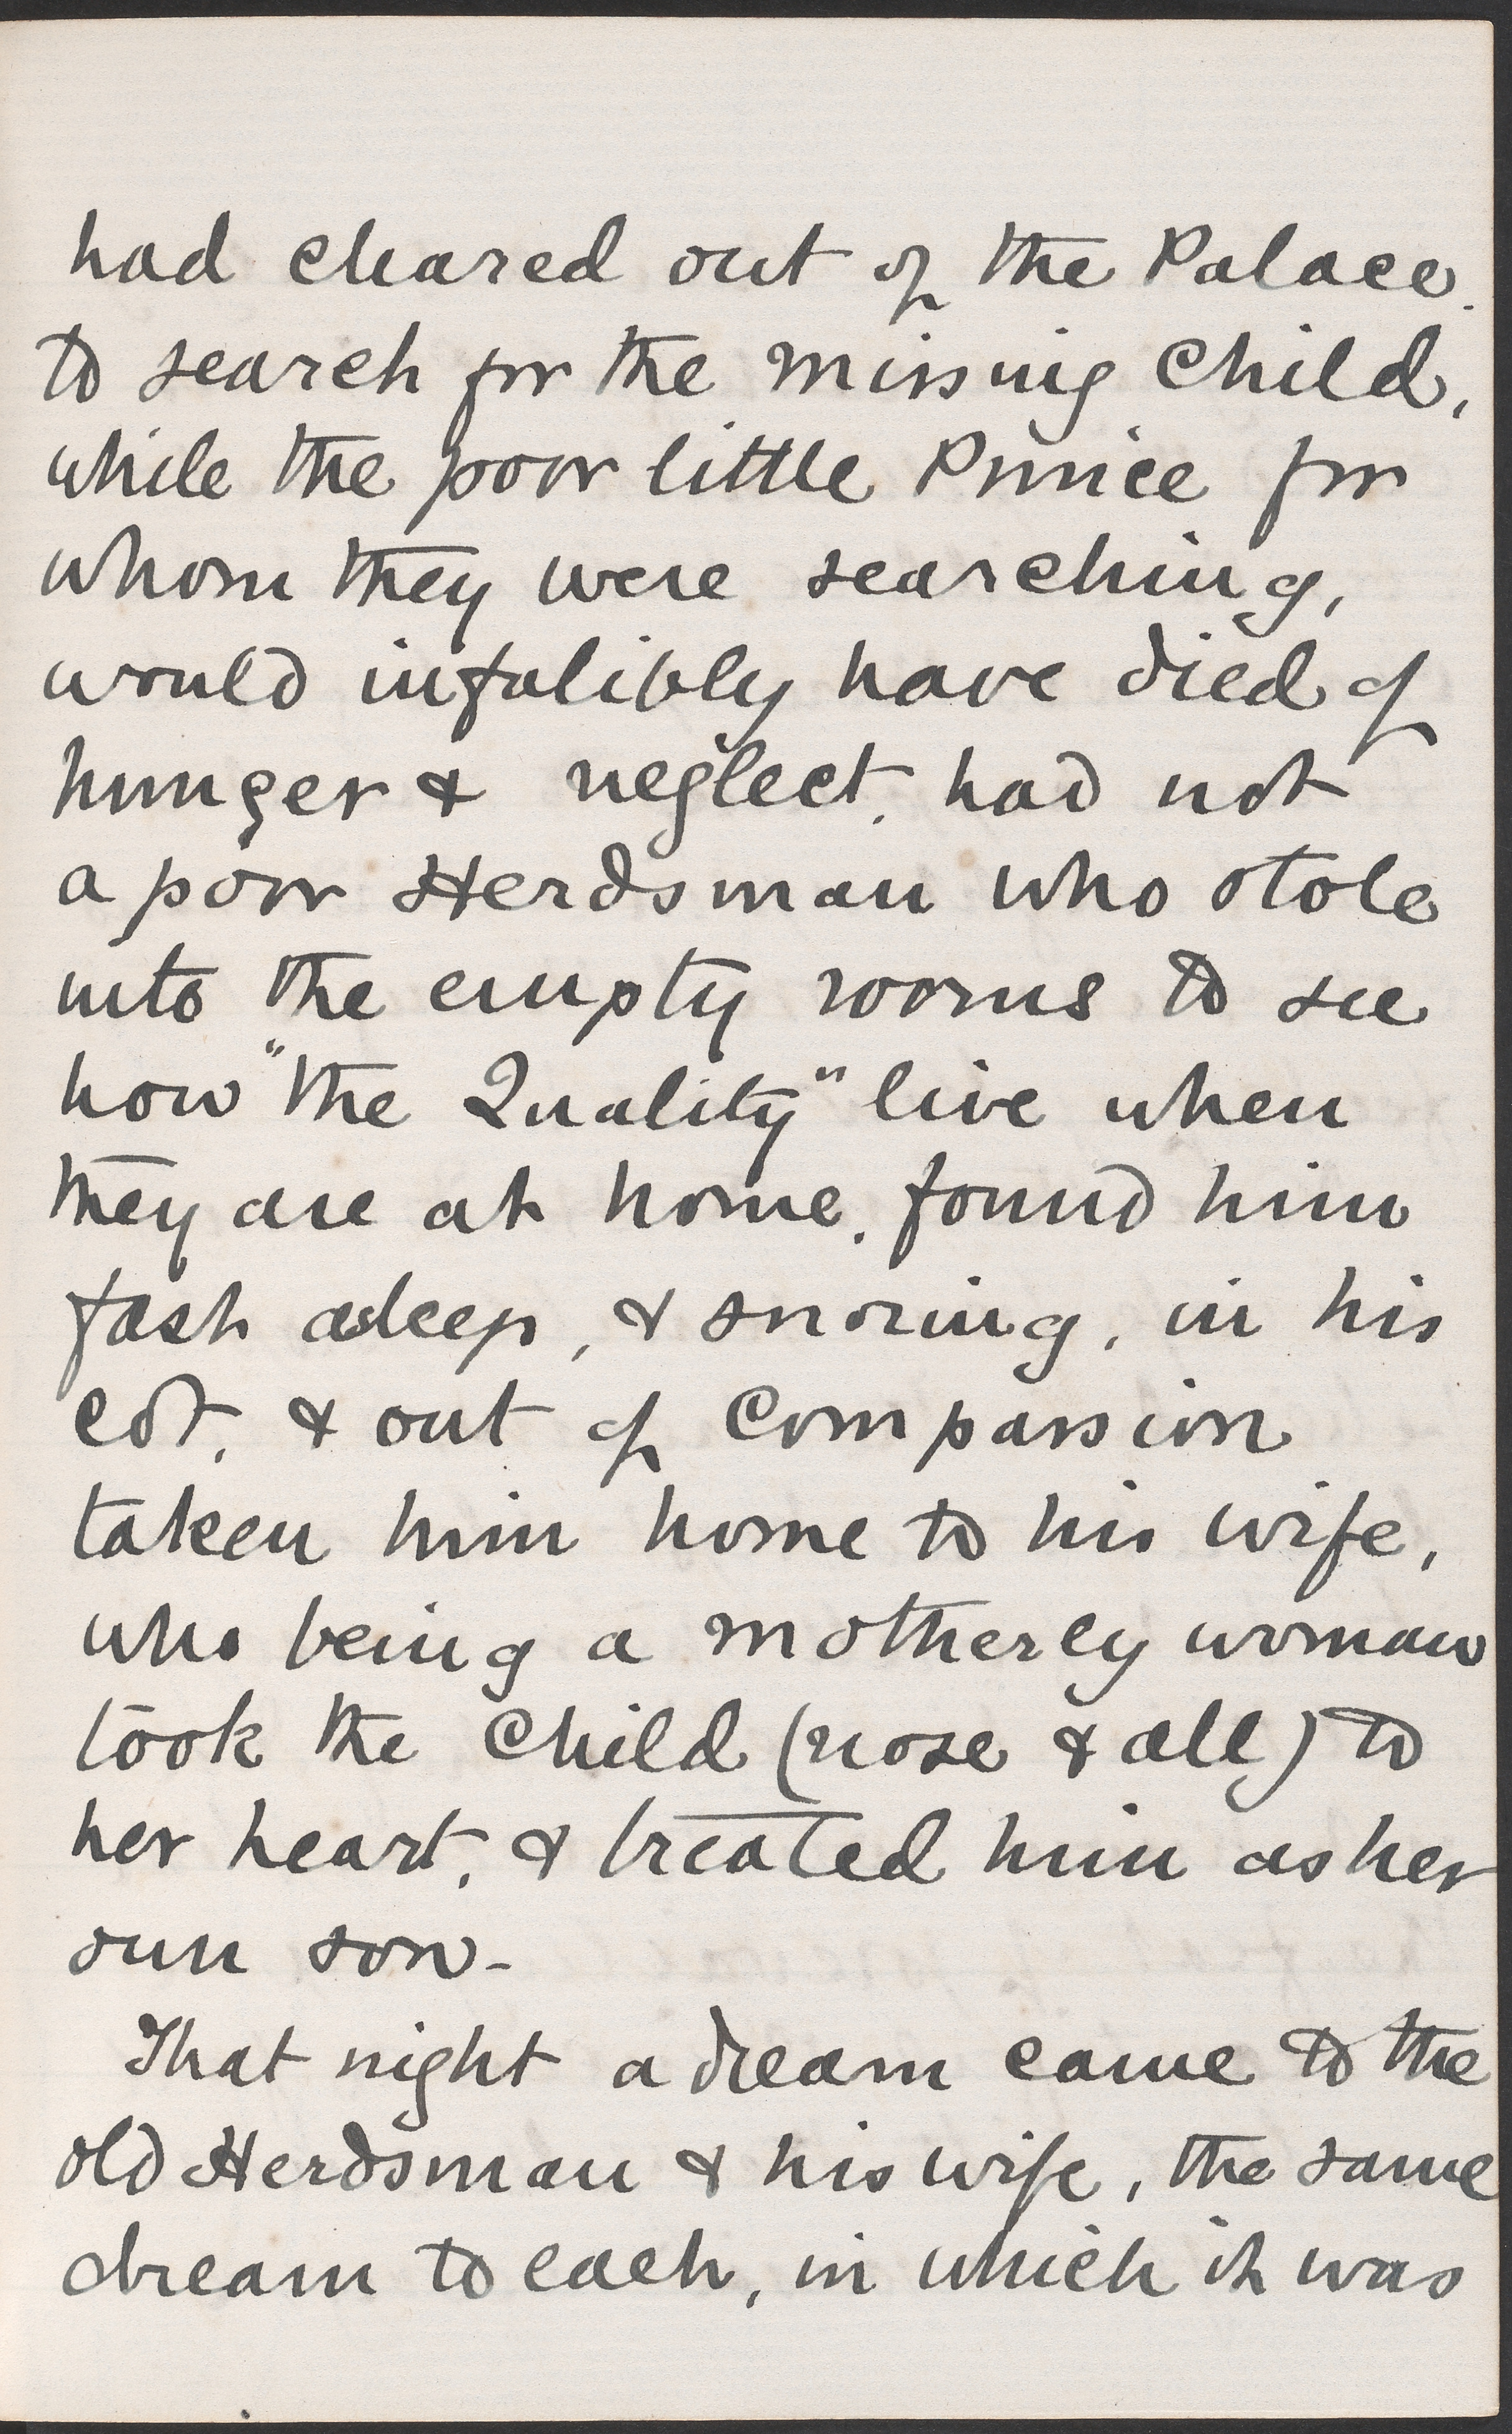 had cleared out of the Palace.
to search for the missing Child,
while the poor little Prince for
whom they were searching,
would infalibly have died of
hunger & neglect, had not
a poor Herdsman who stole
into the empty rooms to see
how "the Quality" live when
they are at home, found him
fast asleep, & snoring, in his
cot, & out of Compassion
taken him home to his wife,
who being a motherly woman
took the Child (nose & all) to
her heart, & treated him as her
own son-
That night a dream came to the
old Herdsman & his wife, the same
dream to each, in which it was